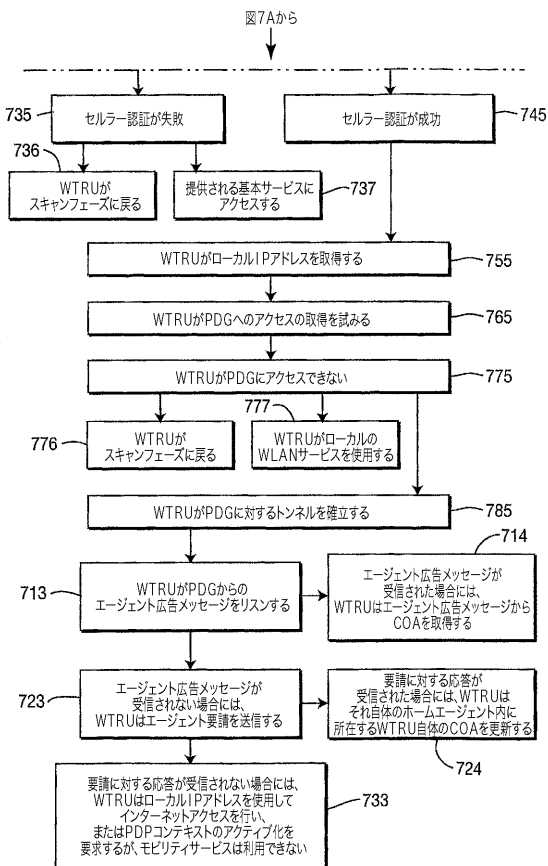 図7Aから
735
セルラー認証が失敗
セルラー認証が成功
745
736
WTRUが
スキャンフェーズに戻る
提供される基本サービスに
アクセスする
737
WTRUがローカルIPアドレスを取得する
755
WTRUがPDGへのアクセスの取得を試みる
765
WTRUがPDGにアクセスできない
775
777
776
WTRUが
スキャンフェーズに戻る
WTRUがローカルの
WLANサービスを使用する
WTRUがPDGに対するトンネルを確立する
785
714
713
WTRUがPDGからの
エージェント広告メッセージをリスンする
エージェント広告メッセージが
受信された場合には、
WTRUはエージェント広告メッセージから
COAを取得する
723
エージェント広告メッセージが
受信されない場合には、
WTRUはエージェント要請を送信する
要請に対する応答が
受信された場合には、WTRUは
それ自体のホームエージェント内に
所在するWTRU自体のCOAを更新する
724
要請に対する応答が受信されない場合には、
WTRUはローカルIPアドレスを使用して
インターネットアクセスを行い、
またはPDPコンテキストのアクティブ化を
要求するが、モビリティサービスは利用できない
733